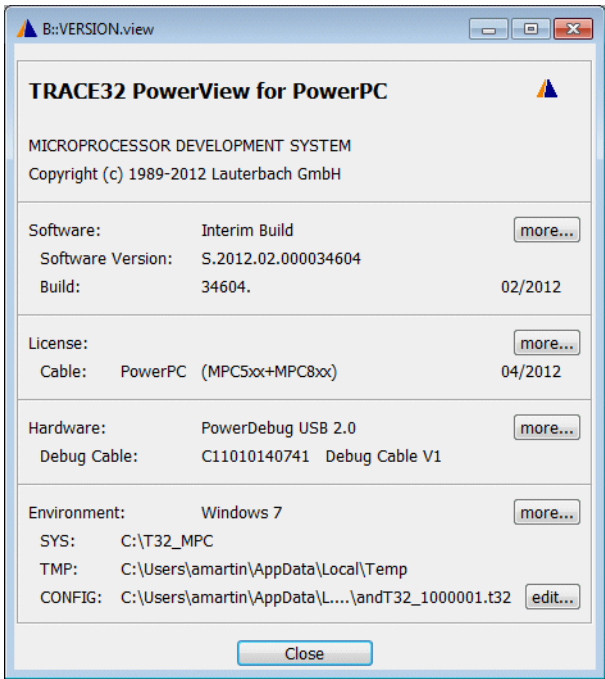 B::VERSION.view
TRACE32 PowerView for PowerPC
MICROPROCESSOR DEVELOPMENT SYSTEM
Copyright (c) 1989-2012 Lauterbach GmbH
Software: Interim Build more...
Software Version: S.2012.02.000034604
Build: 34604. 02/2012
License: more...
Cable: PowerPC (MPC5xx+MPC8xx) 04/2012
Hardware: PowerDebug USB 2.0 more...
Debug Cable: C11010140741 Debug Cable V1
Environment: Windows 7 more...
SYS: C:\T32_MPC
TMP: C:\Users\amartin\AppData\Local\Temp
CONFIG: C:\Users\amartin\AppData\L....\andT32_1000001.t32 edit...
Close